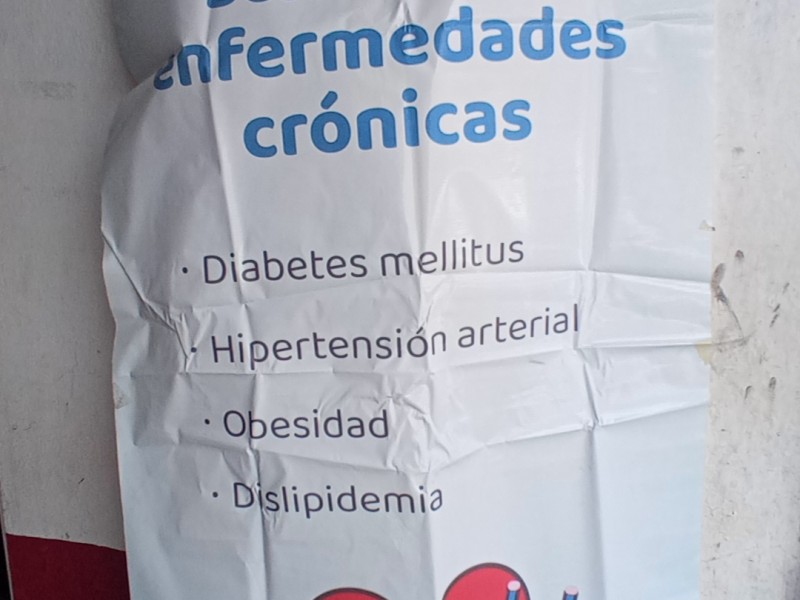 enfermedades
crónicas
· Diabetes mellitus
· Hipertensión arterial
· Obesidad
· Dislipidemia